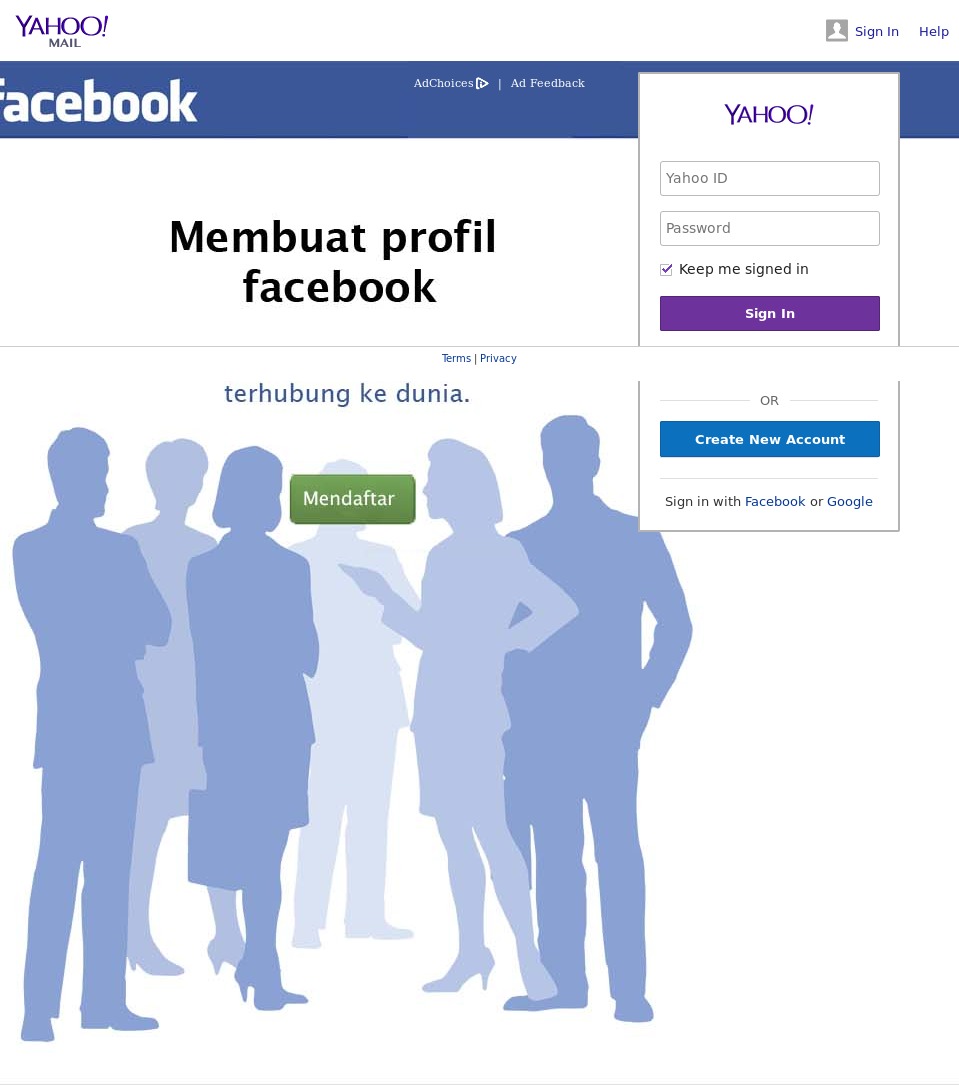 YAHOO!
MAIL
Sign In
Help
facebook
AdChoices | Ad Feedback
Membuat profil
facebook
terhubung ke dunia.
Mendaftar
YAHOO!
Yahoo ID
Password
Keep me signed in
Sign In
Terms | Privacy
OR
Create New Account
Sign in with Facebook or Google